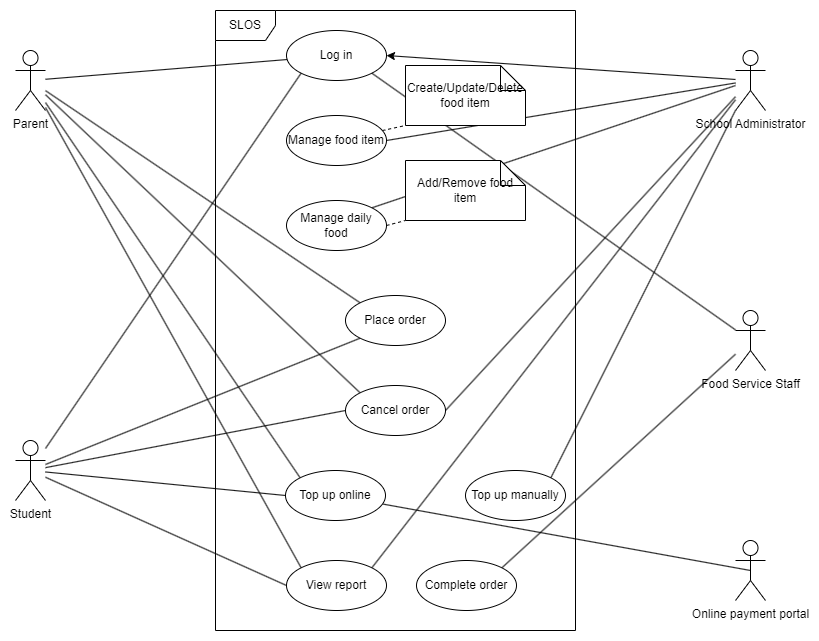 SLOS
Log in
Create/Update/Delete
food item
Parent
School Administrator
Manage food item
Add/Remove food
item
Manage daily
food
Place order
Food Service Staff
Cancel order
Top up online
Top up manually
Student
View report
Complete order
Online payment portal